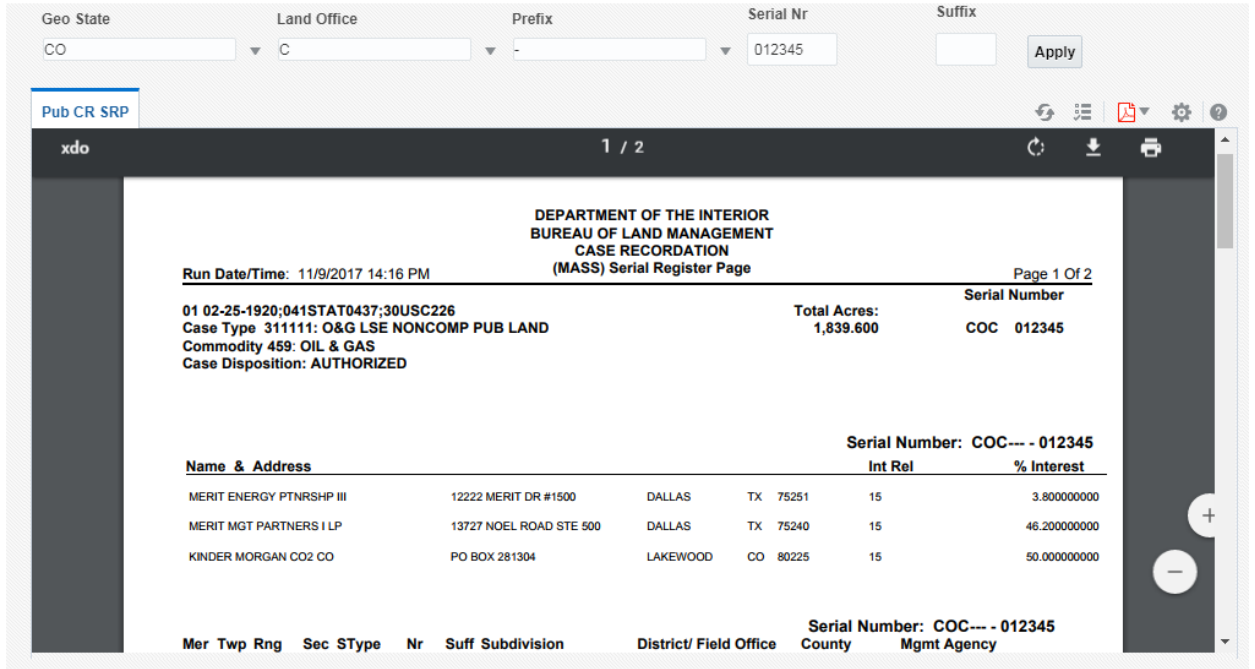 Geo State Land Office Prefix Serial Nr Suffix
CO C - 012345 Apply
Pub CR SRP
xdo 1 / 2
DEPARTMENT OF THE INTERIOR
BUREAU OF LAND MANAGEMENT
CASE RECORDATION
Run Date/Time: 11/9/2017 14:16 PM (MASS) Serial Register Page Page 1 Of 2
Serial Number
01 02-25-1920;041STAT0437;30USC226 Total Acres:
Case Type 311111: O&G LSE NONCOMP PUB LAND 1,839.600 COC 012345
Commodity 459: OIL & GAS
Case Disposition: AUTHORIZED
Serial Number: COC--- - 012345
Name & Address Int Rel % Interest
MERIT ENERGY PTNRSHP III 12222 MERIT DR #1500 DALLAS TX 75251 15 3.800000000
MERIT MGT PARTNERS I LP 13727 NOEL ROAD STE 500 DALLAS TX 75240 15 46.200000000
KINDER MORGAN CO2 CO PO BOX 281304 LAKEWOOD CO 80225 15 50.000000000
Serial Number: COC--- - 012345
Mer Twp Rng Sec SType Nr Suff Subdivision District/ Field Office County Mgmt Agency